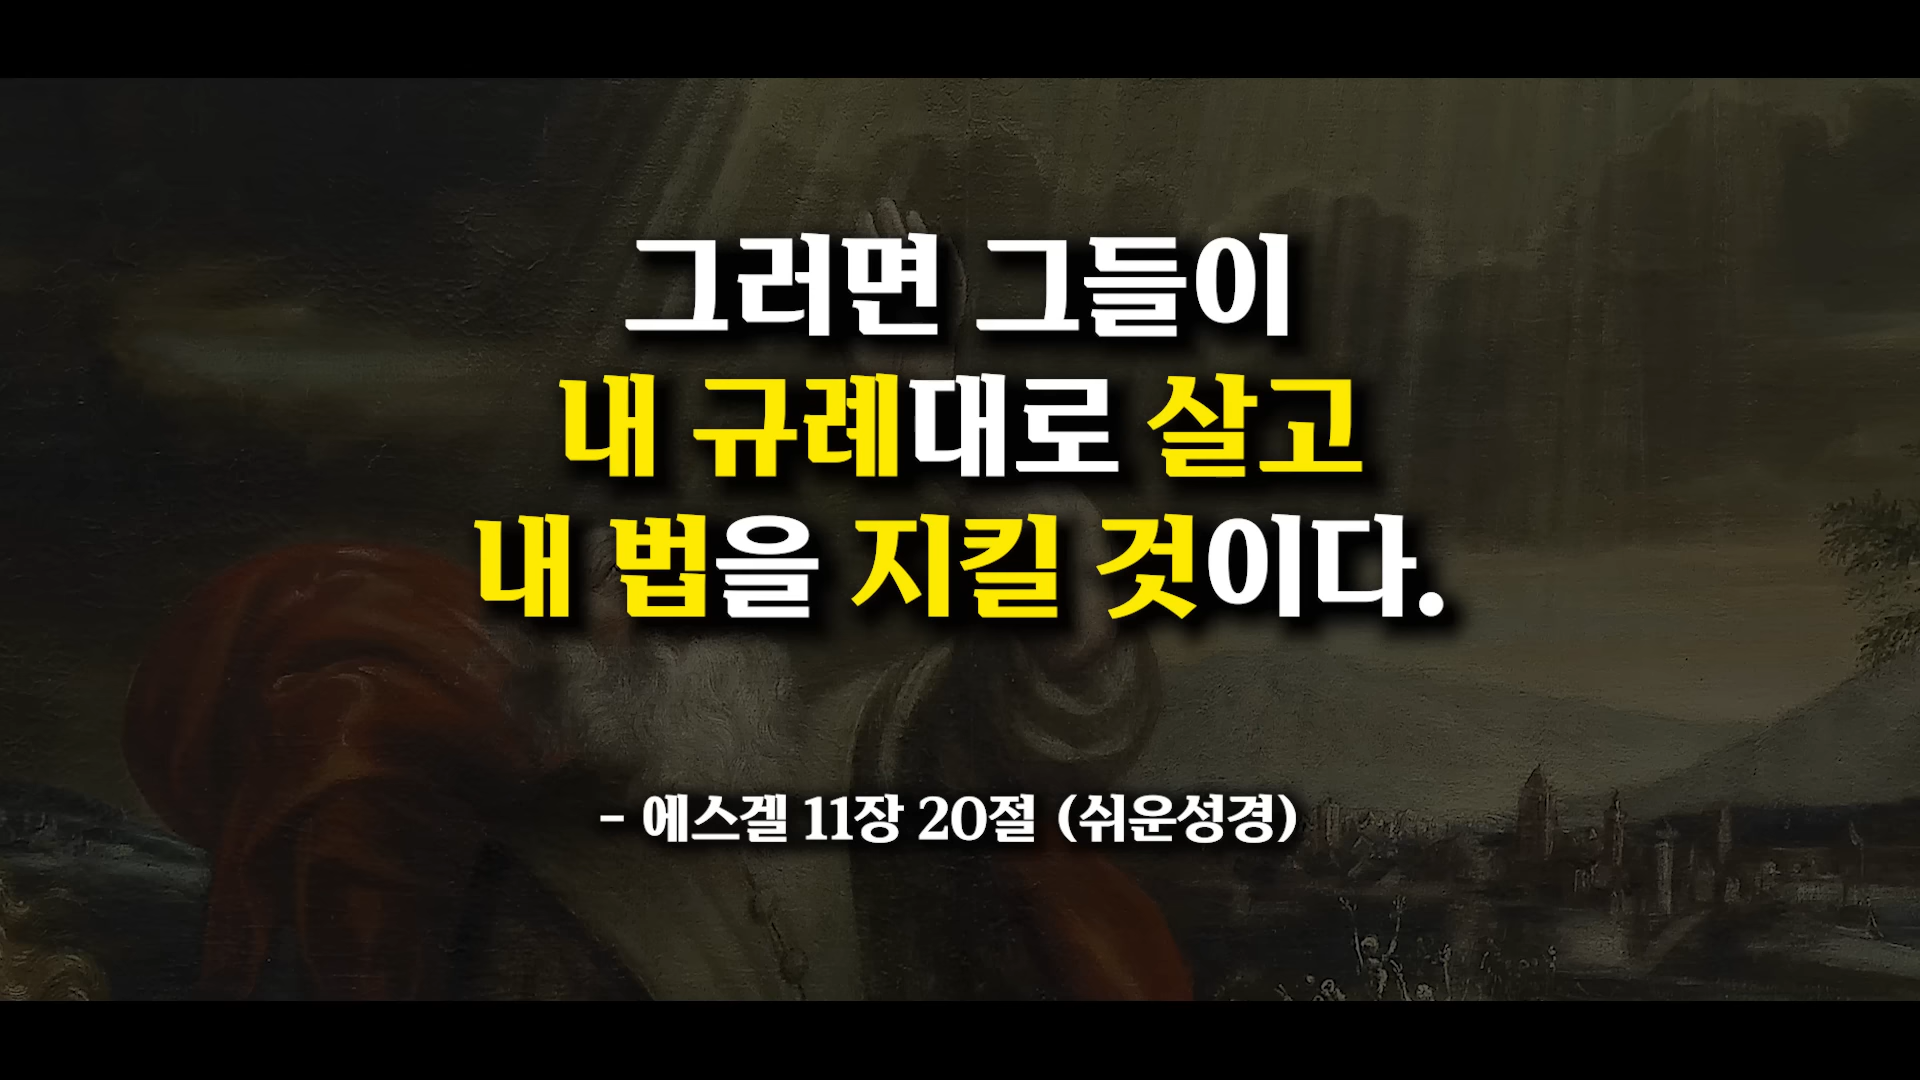 그러면 그들이
내 규례대로 살고
내 법을 지킬 것이다.
- 에스겔 11장 20절 (쉬운성경)